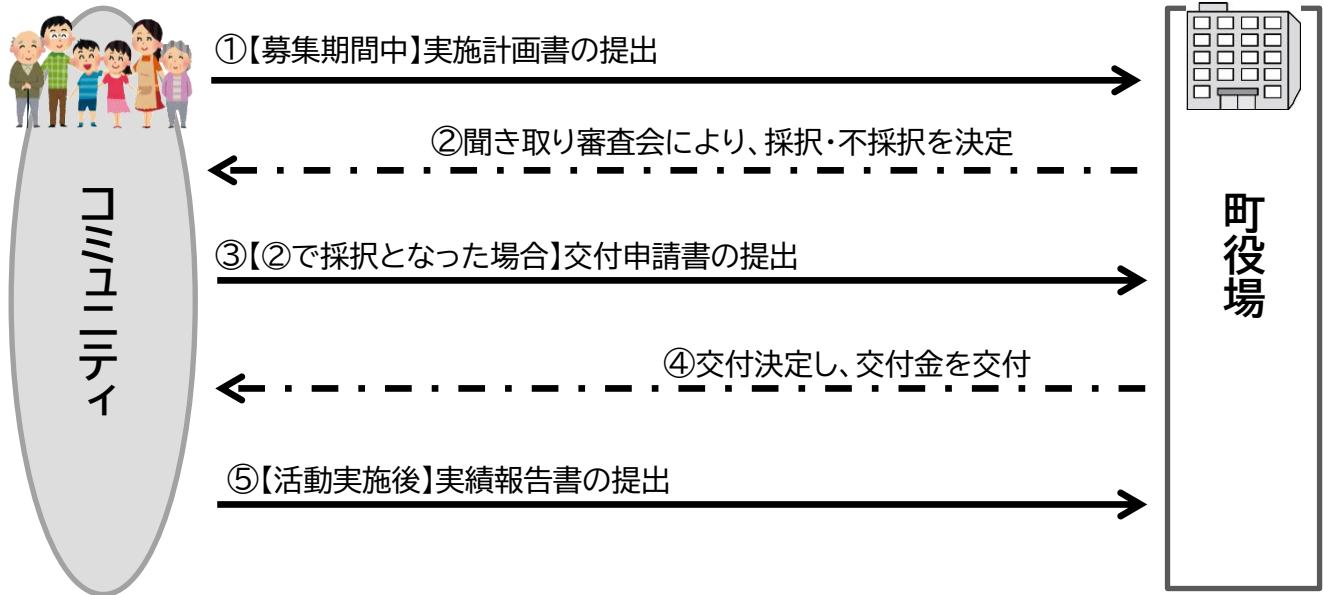 ①【募集期間中】実施計画書の提出
②聞き取り審査会により、採択・不採択を決定
コミュニティ
町役場
③【②で採択となった場合】交付申請書の提出
④交付決定し、交付金を交付
⑤【活動実施後】実績報告書の提出